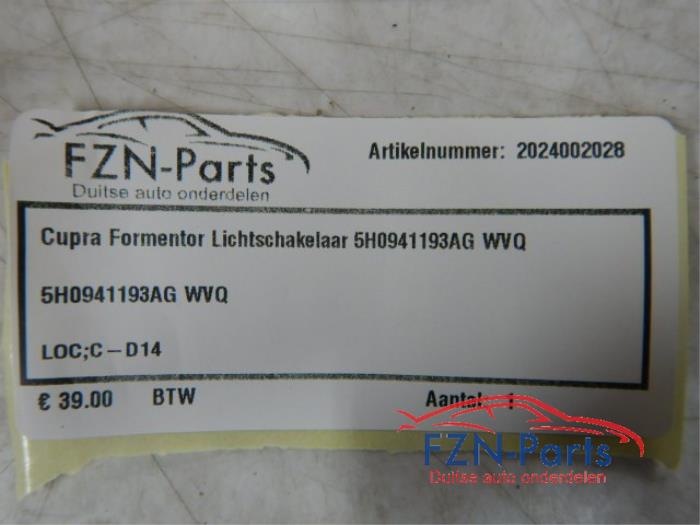 FZN-Parts
Duitse auto onderdelen
Artikelnummer: 2024002028
Cupra Formentor Lichtschakelaar 5H0941193AG WVQ
5H0941193AG WVQ
LOC;C-D14
€ 39.00 BTW Aantal: 1
FZN-Parts
Duitse auto onderdelen